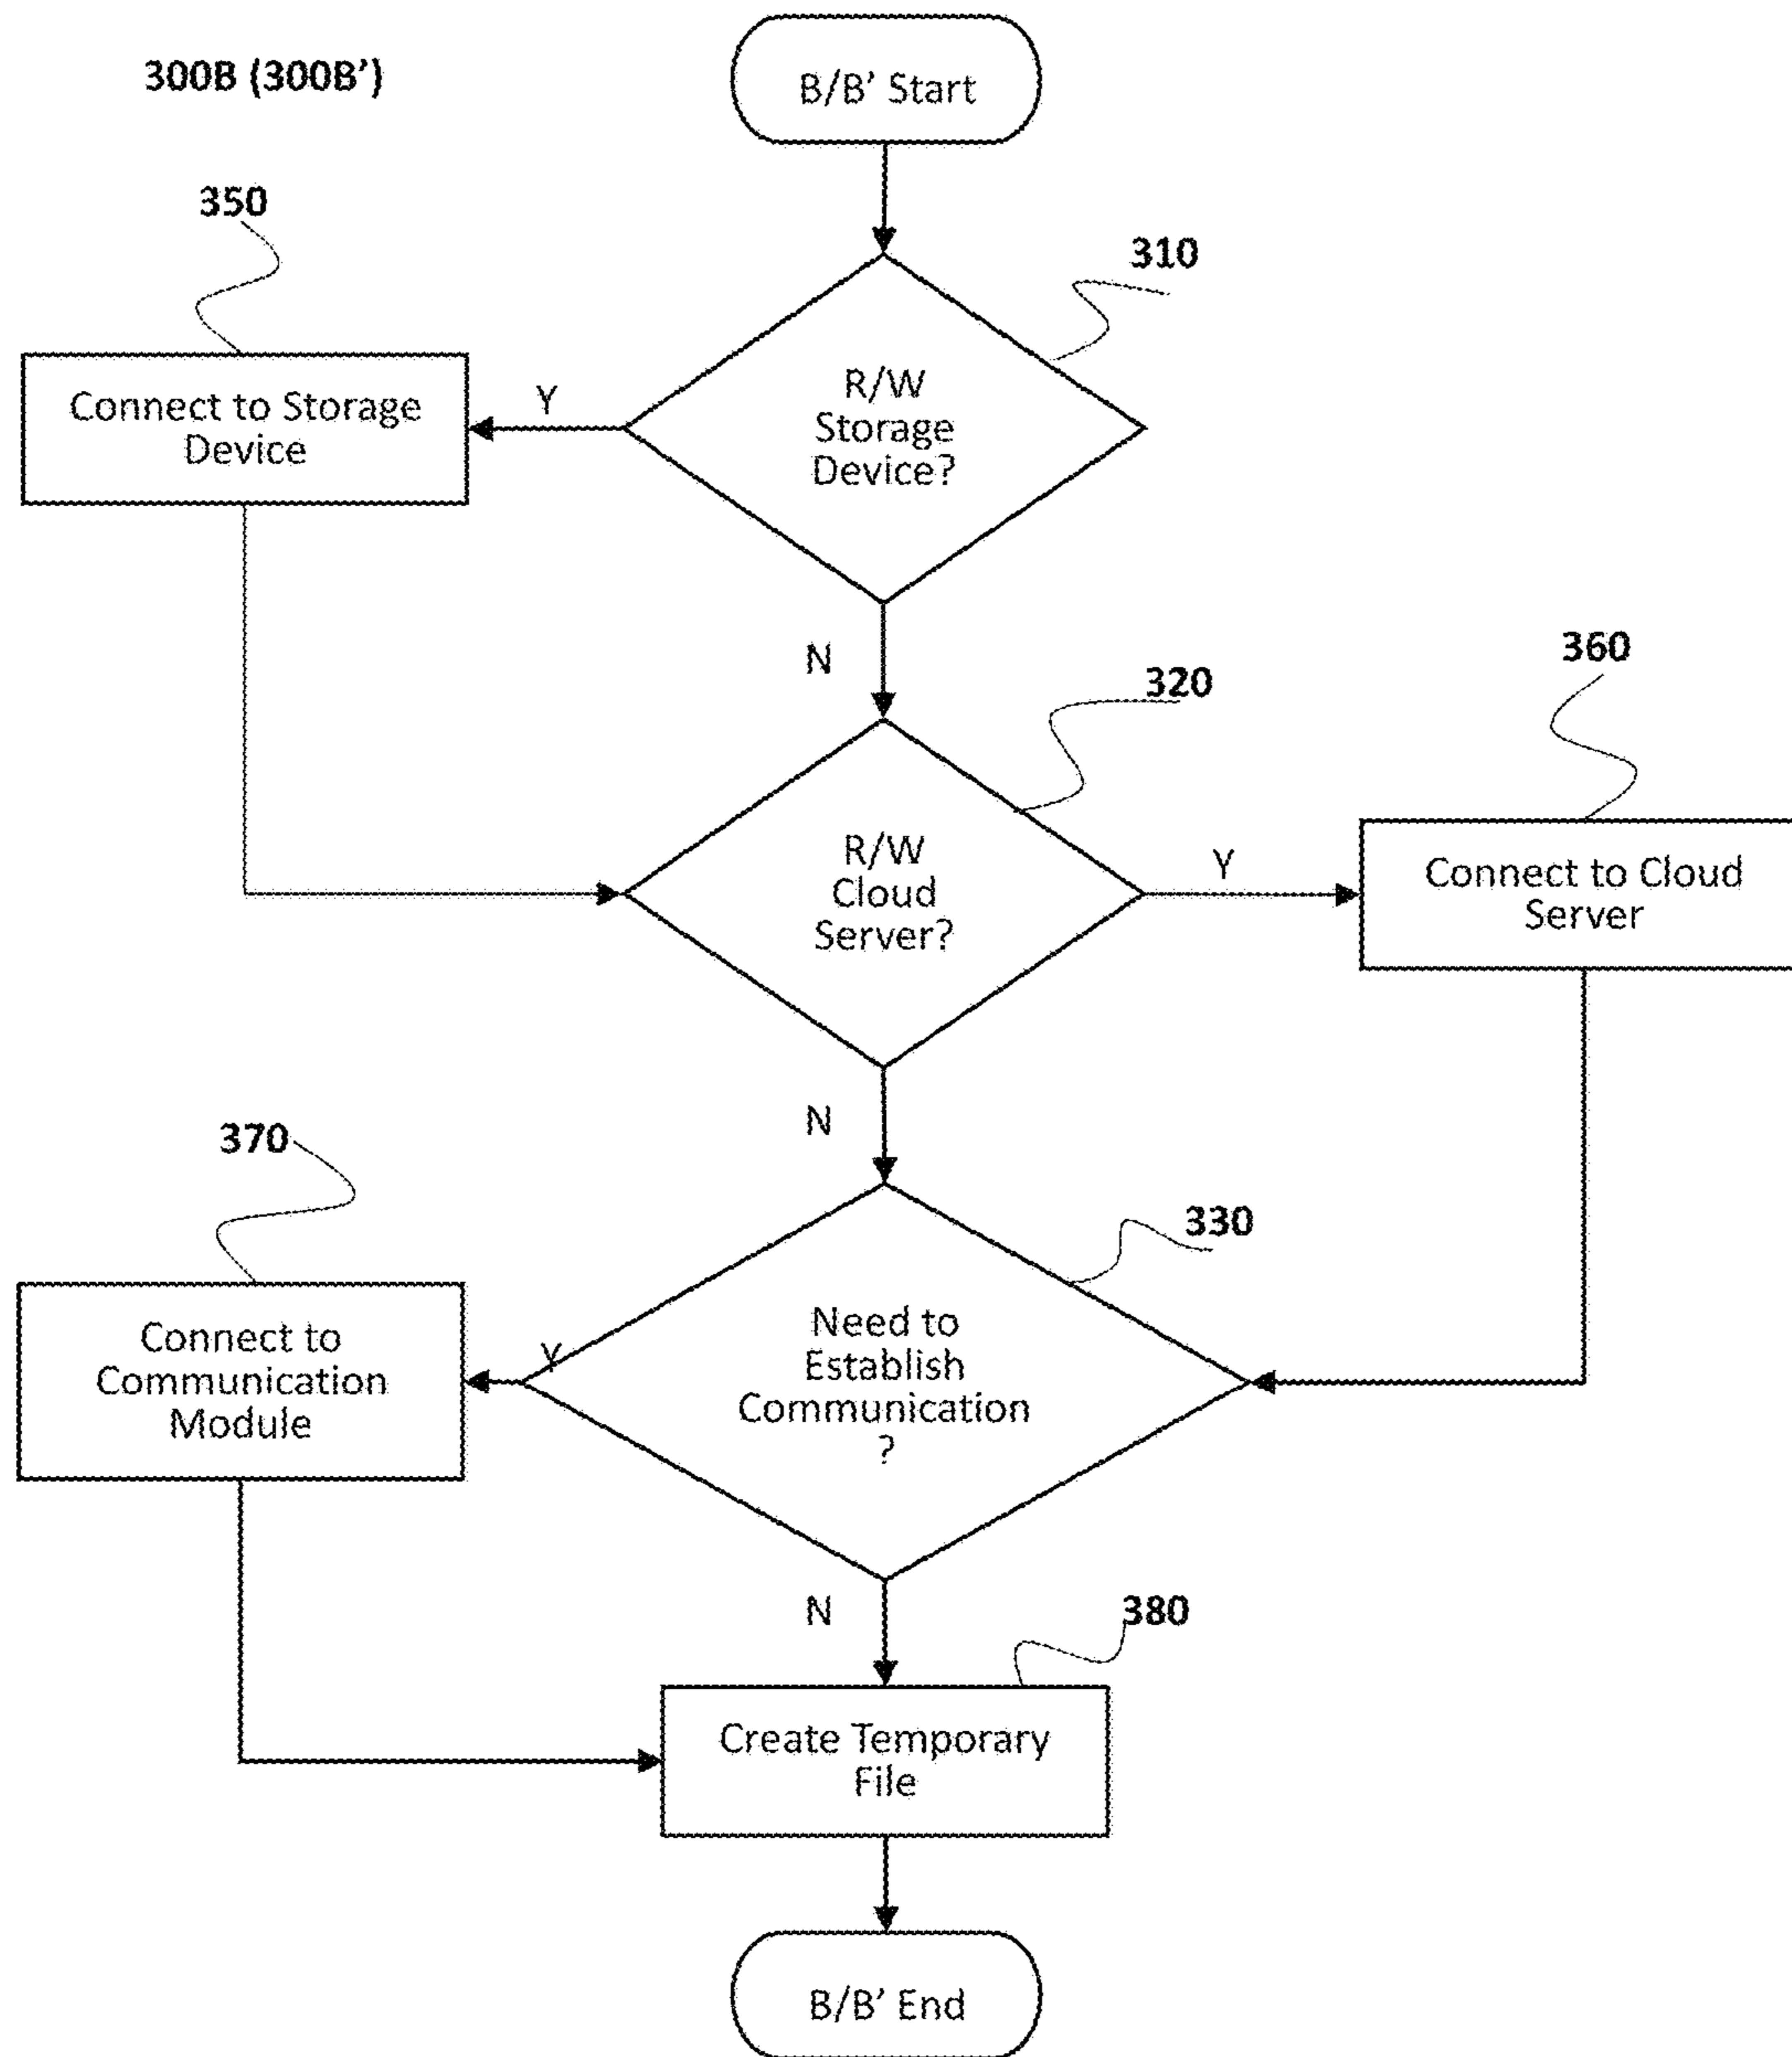 300B (300B’)
B/B’ Start
350
310
Connect to Storage
Device
Y
R/W
Storage
Device?
N
320
360
R/W
Cloud
Server?
Y
Connect to Cloud
Server
N
370
330
Connect to
Communication
Module
Y
Need to
Establish
Communication
?
N
380
Create Temporary
File
B/B’ End